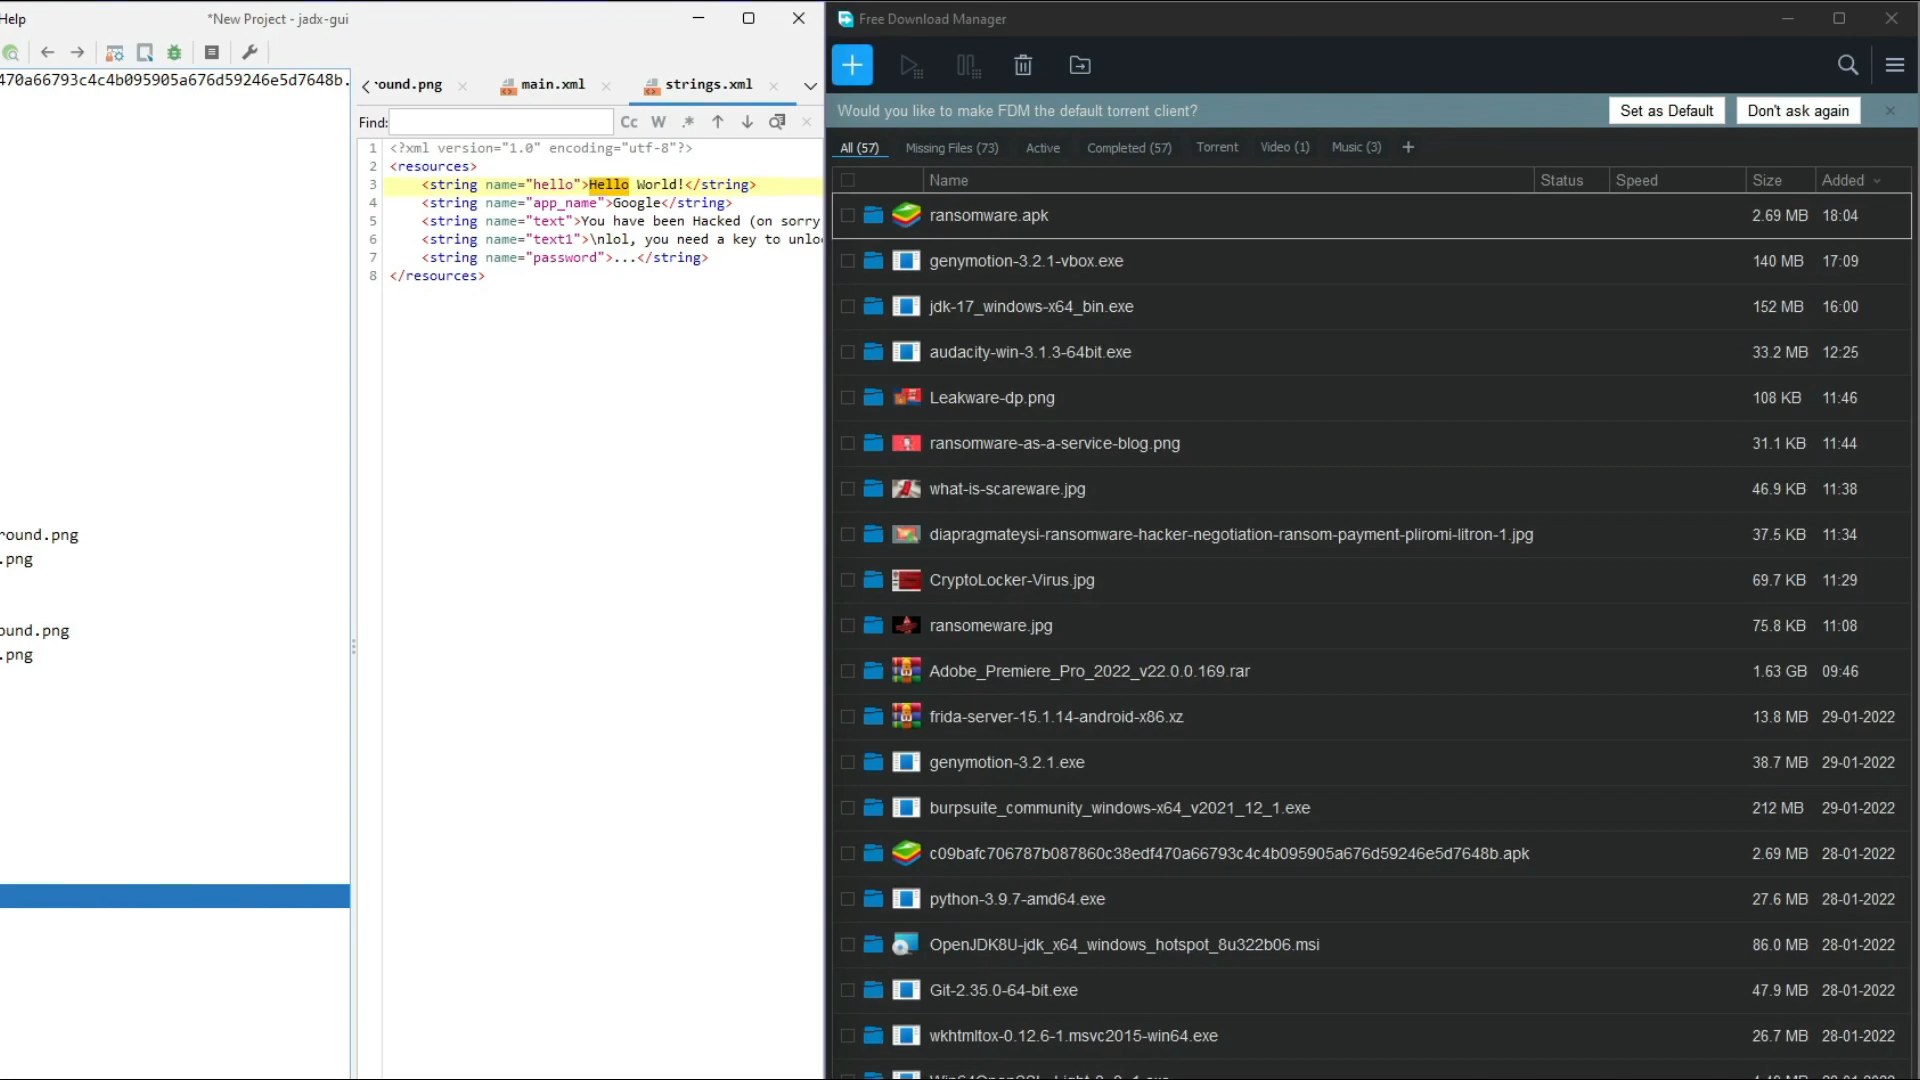 Help
*New Project - jadx-gui
470a66793c4c4b095905a676d59246e5d7648b.
round.png
.png
ound.png
.png
ound.png
main.xml
strings.xml
Find:
Cc W .*
1 <?xml version="1.0" encoding="utf-8"?>
2 <resources>
3 <string name="hello">Hello World!</string>
4 <string name="app_name">Google</string>
5 <string name="text">You have been Hacked (on sorry
6 <string name="text1">\nlol, you need a key to unlo
7 <string name="password">...</string>
8 </resources>
Free Download Manager
Would you like to make FDM the default torrent client?
Set as Default
Don't ask again
All (57) Missing Files (73) Active Completed (57) Torrent Video (1) Music (3) +
Name Status Speed Size Added
ransomware.apk 2.69 MB 18:04
genymotion-3.2.1-vbox.exe 140 MB 17:09
jdk-17_windows-x64_bin.exe 152 MB 16:00
audacity-win-3.1.3-64bit.exe 33.2 MB 12:25
Leakware-dp.png 108 KB 11:46
ransomware-as-a-service-blog.png 31.1 KB 11:44
what-is-scareware.jpg 46.9 KB 11:38
diapragmateysi-ransomware-hacker-negotiation-ransom-payment-pliromi-litron-1.jpg 37.5 KB 11:34
CryptoLocker-Virus.jpg 69.7 KB 11:29
ransomeware.jpg 75.8 KB 11:08
Adobe_Premiere_Pro_2022_v22.0.0.169.rar 1.63 GB 09:46
frida-server-15.1.14-android-x86.xz 13.8 MB 29-01-2022
genymotion-3.2.1.exe 38.7 MB 29-01-2022
burpsuite_community_windows-x64_v2021_12_1.exe 212 MB 29-01-2022
c09bafc706787b087860c38edf470a66793c4c4b095905a676d59246e5d7648b.apk 2.69 MB 28-01-2022
python-3.9.7-amd64.exe 27.6 MB 28-01-2022
OpenJDK8U-jdk_x64_windows_hotspot_8u322b06.msi 86.0 MB 28-01-2022
Git-2.35.0-64-bit.exe 47.9 MB 28-01-2022
wkhtmltox-0.12.6-1.msvc2015-win64.exe 26.7 MB 28-01-2022